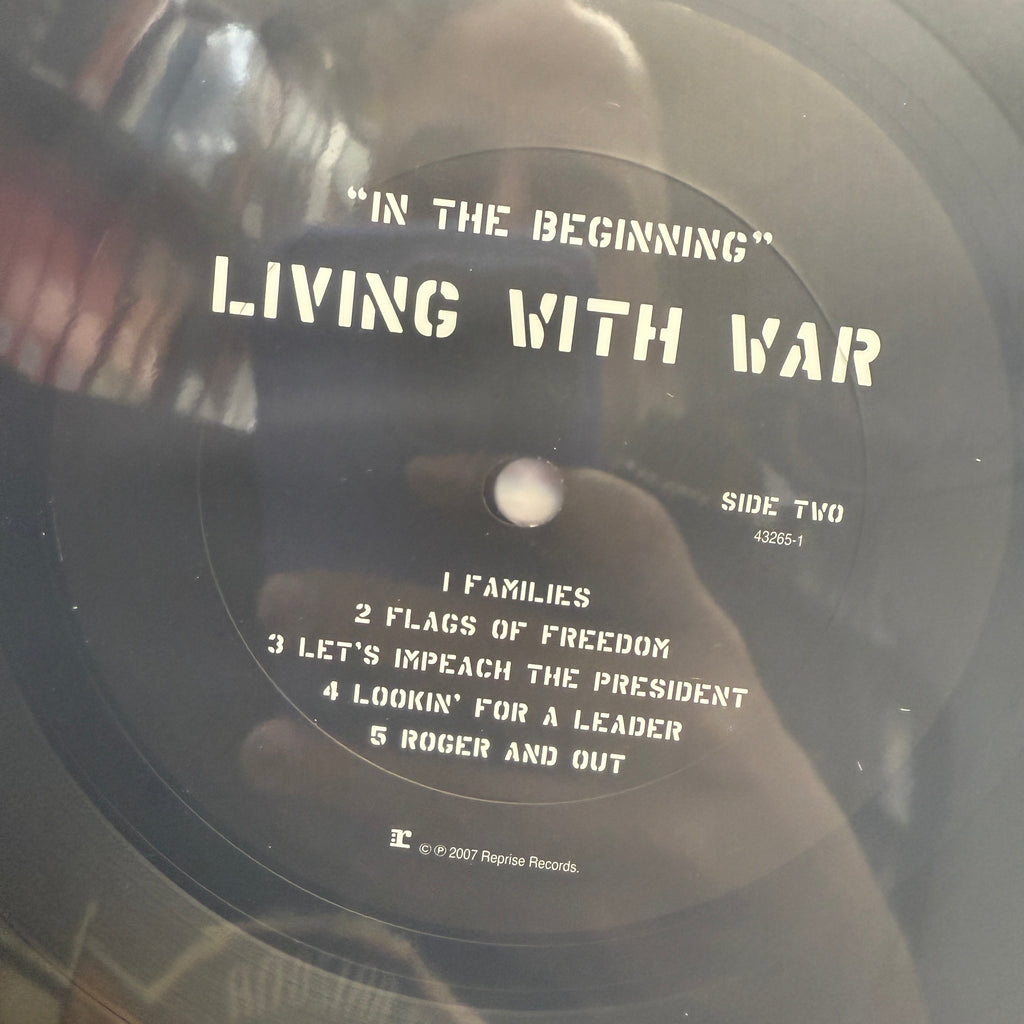 “IN THE BEGINNING”
LIVING WITH WAR
SIDE TWO
43265-1
1 FAMILIES
2 FLAGS OF FREEDOM
3 LET'S IMPEACH THE PRESIDENT
4 LOOKIN' FOR A LEADER
5 ROGER AND OUT
r ©℗ 2007 Reprise Records.